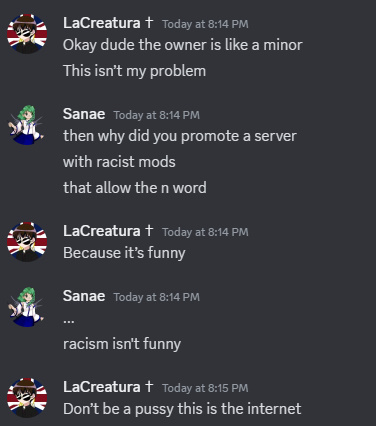 LaCreatura † Today at 8:14 PM
Okay dude the owner is like a minor
This isn’t my problem
Sanae Today at 8:14 PM
then why did you promote a server
with racist mods
that allow the n word
LaCreatura † Today at 8:14 PM
Because it’s funny
Sanae Today at 8:14 PM
...
racism isn’t funny
LaCreatura † Today at 8:15 PM
Don’t be a pussy this is the internet